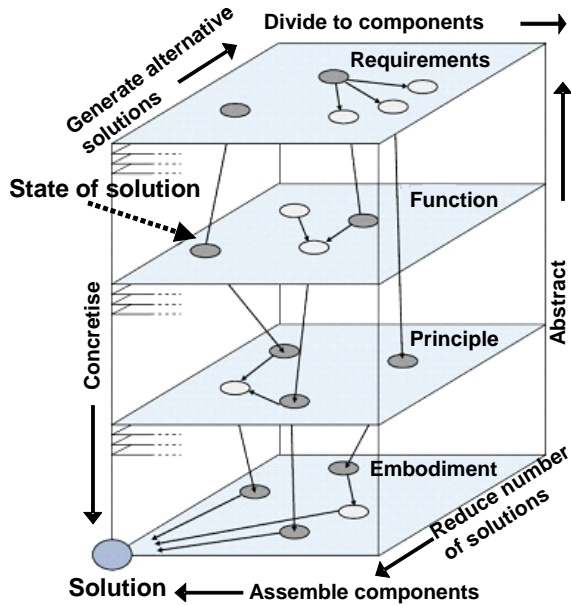 Divide to components
Generate alternative
solutions
Requirements
State of solution
Function
Abstract
Concretise
Principle
Embodiment
Reduce number
of solutions
Solution
Assemble components